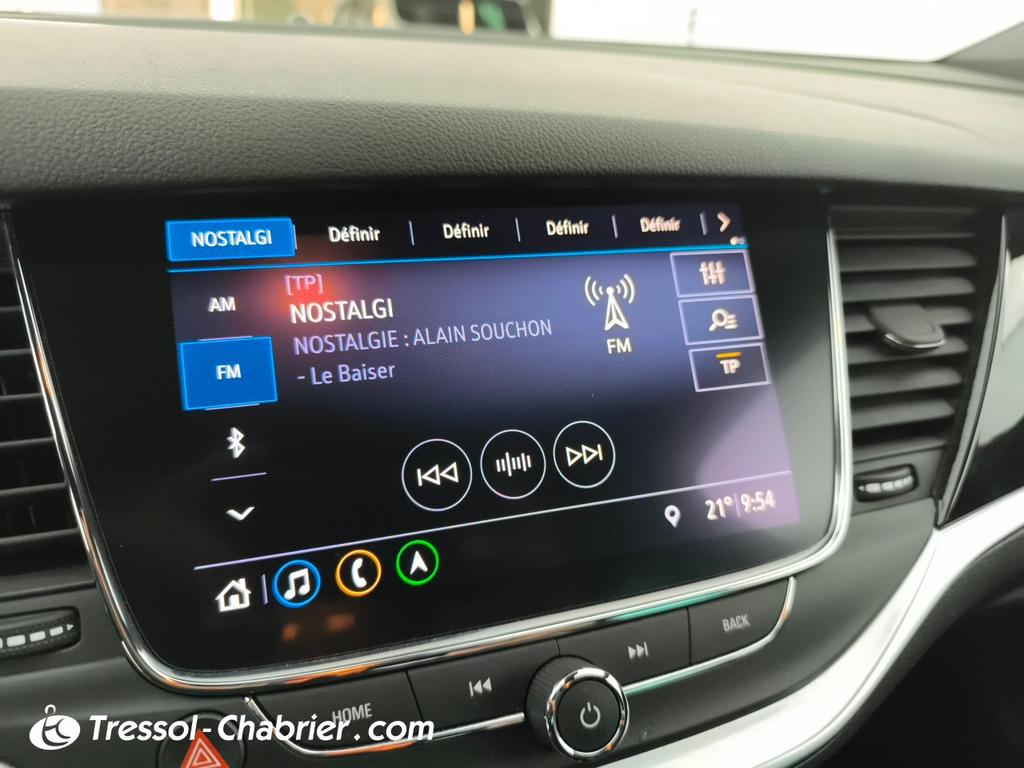 NOSTALGI Définir Définir Définir Définir
AM
[TP]
NOSTALGI
NOSTALGIE : ALAIN SOUCHON
- Le Baiser
FM
FM
TP
21° 9:54
HOME
BACK
Tressol-Chabrier.com